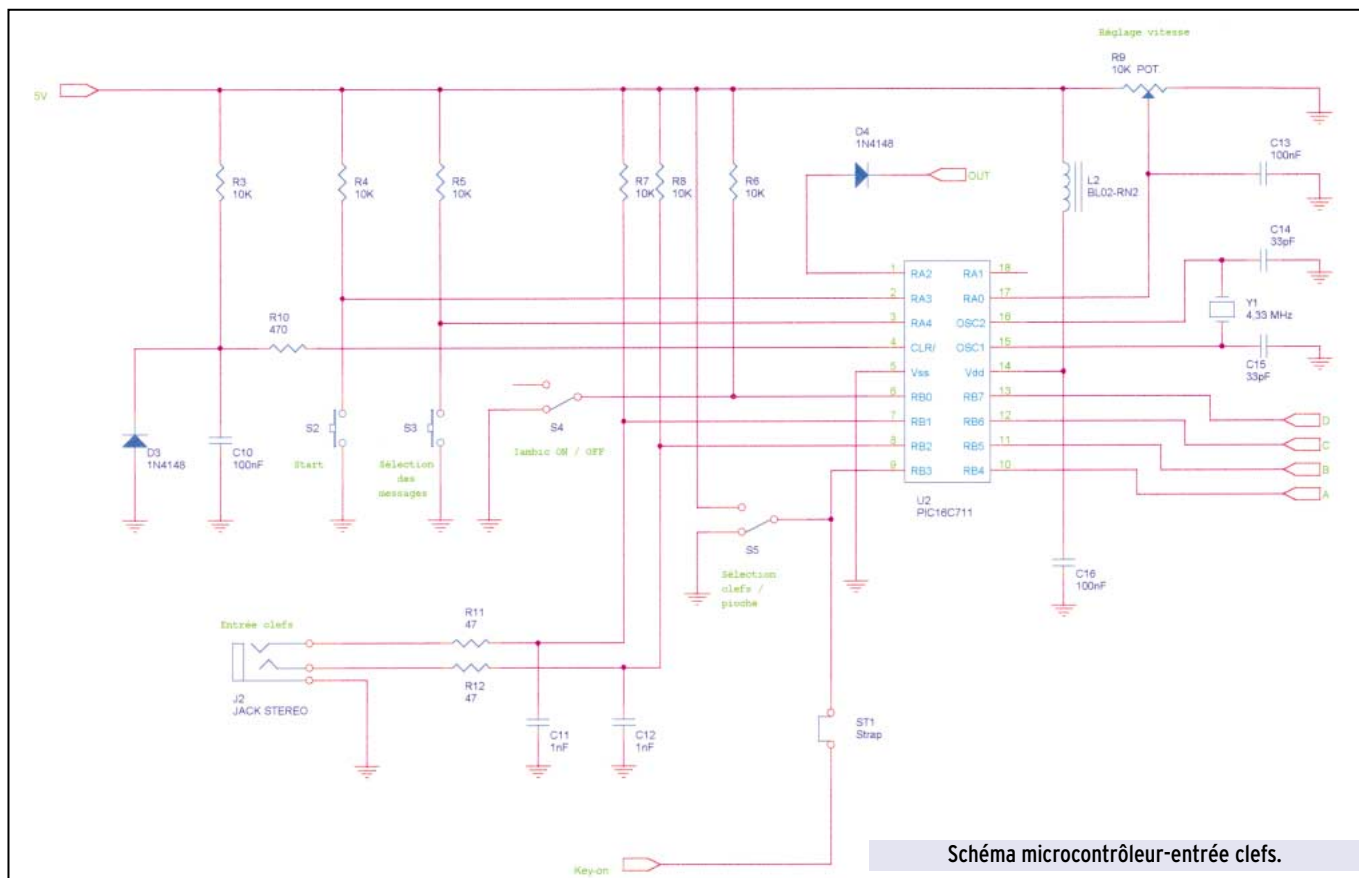 Réglage vitesse
R9
10K POT.
5V
R3
10K
R4
10K
R5
10K
R7
10K
R8
10K
R6
10K
D4
1N4148
OUT
L2
BL02-RN2
C13
100nF
C14
33pF
Y1
4,33 MHz
C15
33pF
1 RA2 RA1 18
2 RA3 RA0 17
3 RA4 OSC2 16
4 CLR/ OSC1 15
5 Vss Vdd 14
6 RB0 RB7 13
7 RB1 RB6 12
8 RB2 RB5 11
9 RB3 RB4 10
U2
PIC16C711
D
C
B
A
R10
470
D3
1N4148
C10
100nF
S2
Start
S3
Sélection
des
messages
S4
Iambic ON / OFF
S5
Sélection
clefs /
pioche
C16
100nF
Entrée clefs
J2
JACK STEREO
R11
47
R12
47
C11
1nF
C12
1nF
ST1
Strap
Key-on
Schéma microcontrôleur-entrée clefs.